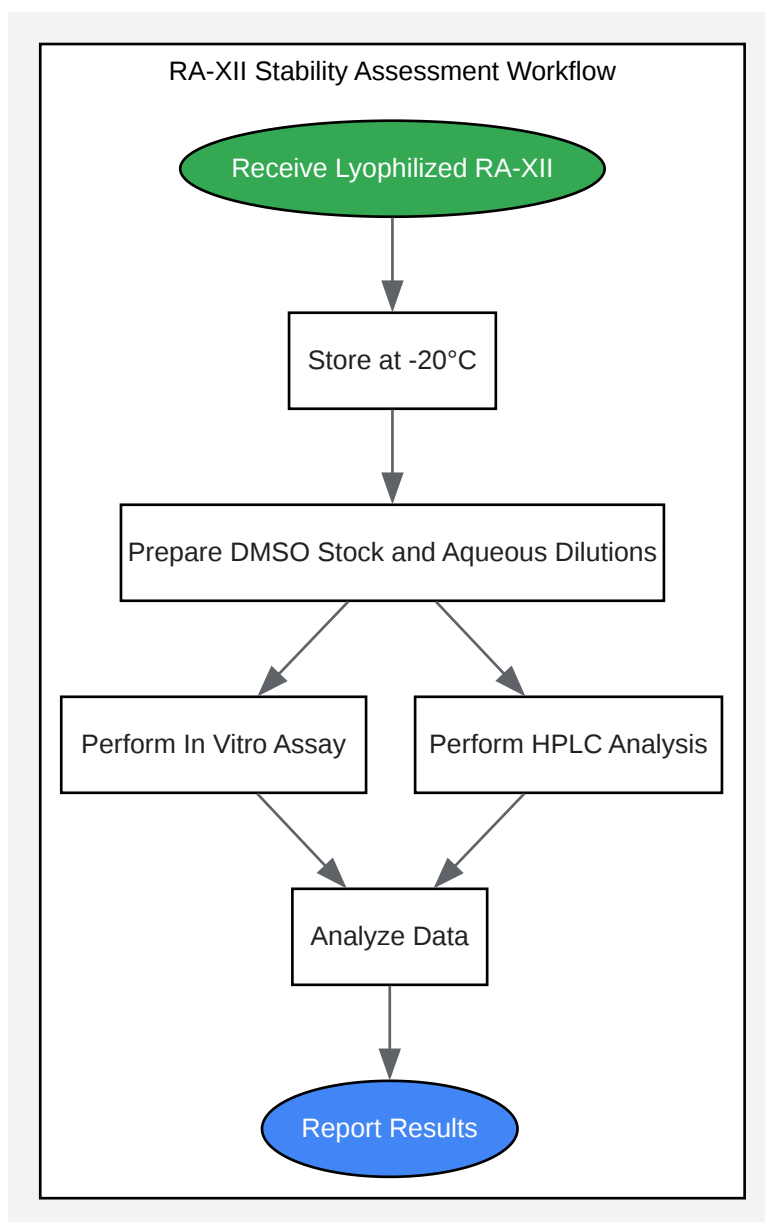 RA-XII Stability Assessment Workflow
Receive Lyophilized RA-XII
Store at -20°C
Prepare DMSO Stock and Aqueous Dilutions
Perform In Vitro Assay
Perform HPLC Analysis
Analyze Data
Report Results